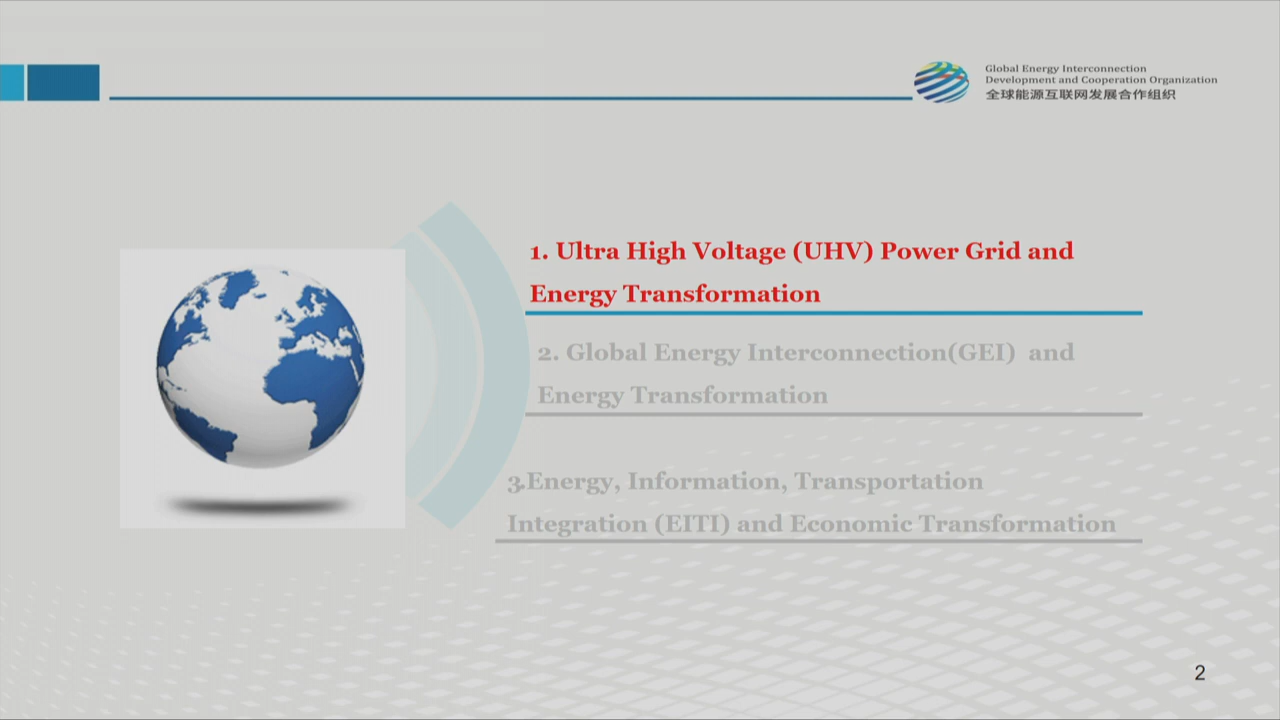 Global Energy Interconnection
Development and Cooperation Organization
全球能源互联网发展合作组织
1. Ultra High Voltage (UHV) Power Grid and
Energy Transformation
2. Global Energy Interconnection(GEI)  and
Energy Transformation
3.Energy, Information, Transportation
Integration (EITI) and Economic Transformation
2